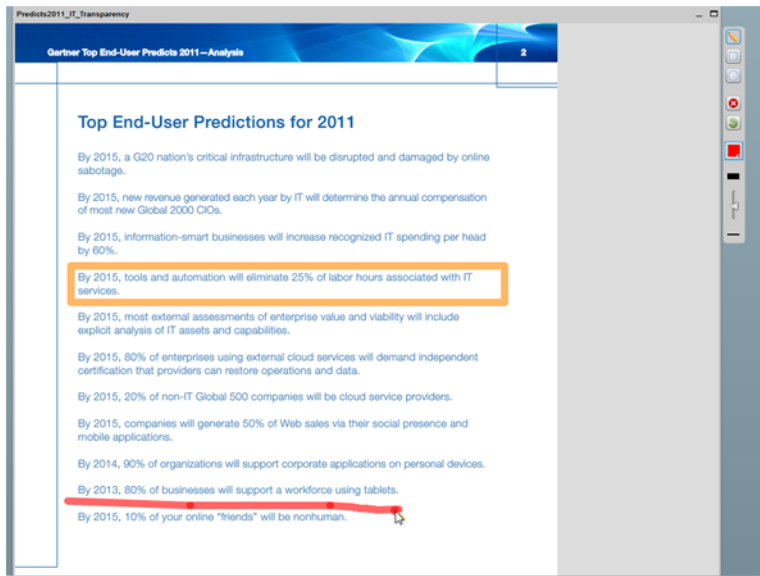 Predicts2011_IT_Transparency
Gartner Top End-User Predicts 2011—Analysis
2
Top End-User Predictions for 2011
By 2015, a G20 nation's critical infrastructure will be disrupted and damaged by online
sabotage.
By 2015, new revenue generated each year by IT will determine the annual compensation
of most new Global 2000 CIOs.
By 2015, information-smart businesses will increase recognized IT spending per head
by 60%.
By 2015, tools and automation will eliminate 25% of labor hours associated with IT
services.
By 2015, most external assessments of enterprise value and viability will include
explicit analysis of IT assets and capabilities.
By 2015, 80% of enterprises using external cloud services will demand independent
certification that providers can restore operations and data.
By 2015, 20% of non-IT Global 500 companies will be cloud service providers.
By 2015, companies will generate 50% of Web sales via their social presence and
mobile applications.
By 2014, 90% of organizations will support corporate applications on personal devices.
By 2013, 80% of businesses will support a workforce using tablets.
By 2015, 10% of your online "friends" will be nonhuman.